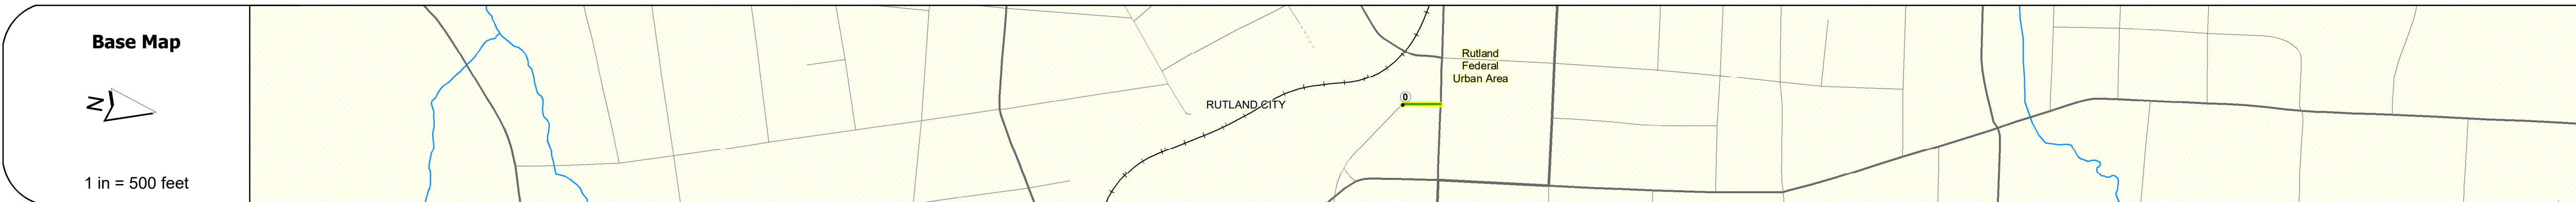 Base Map
N
1 in = 500 feet
RUTLAND CITY
0
Rutland
Federal
Urban Area